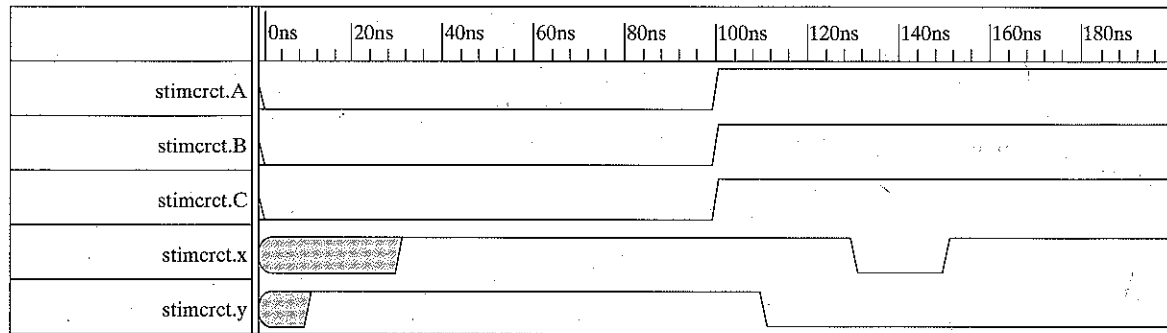 0ns 20ns 40ns 60ns 80ns 100ns 120ns 140ns 160ns 180ns
stimcrct.A
stimcrct.B
stimcrct.C
stimcrct.x
stimcrct.y